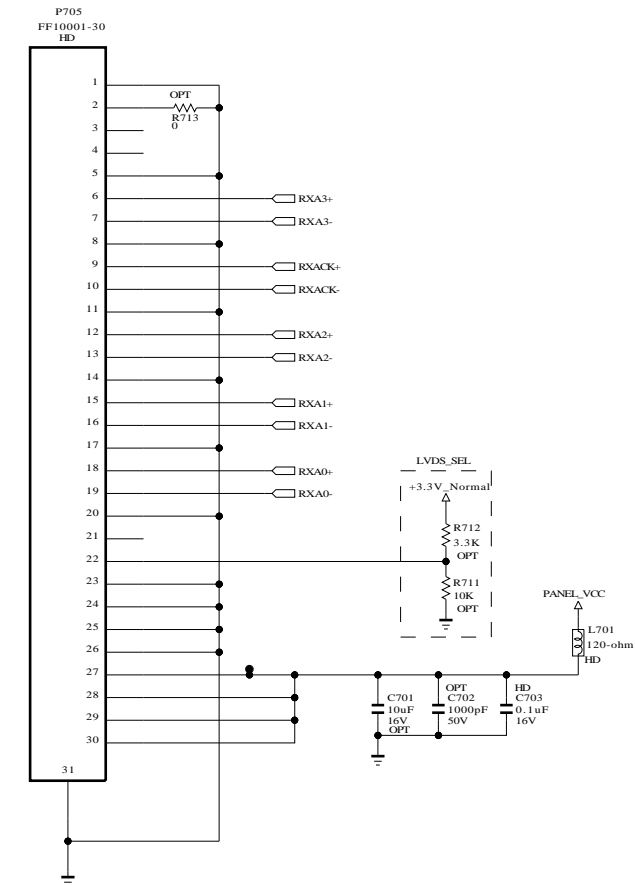 P705
FF10001-30
HD
1
OPT
2
R713
0
3
4
5
6 RXA3+
7 RXA3-
8
9 RXACK+
10 RXACK-
11
12 RXA2+
13 RXA2-
14
15 RXA1+
16 RXA1-
17
18 RXA0+
19 RXA0-
20
21
22
23
24
25
26
27
28
29
30
31
LVDS_SEL
+3.3V_Normal
R712
3.3K
OPT
R711
10K
OPT
PANEL_VCC
L701
120-ohm
HD
C701
10uF
16V
OPT
OPT
C702
1000pF
50V
HD
C703
0.1uF
16V